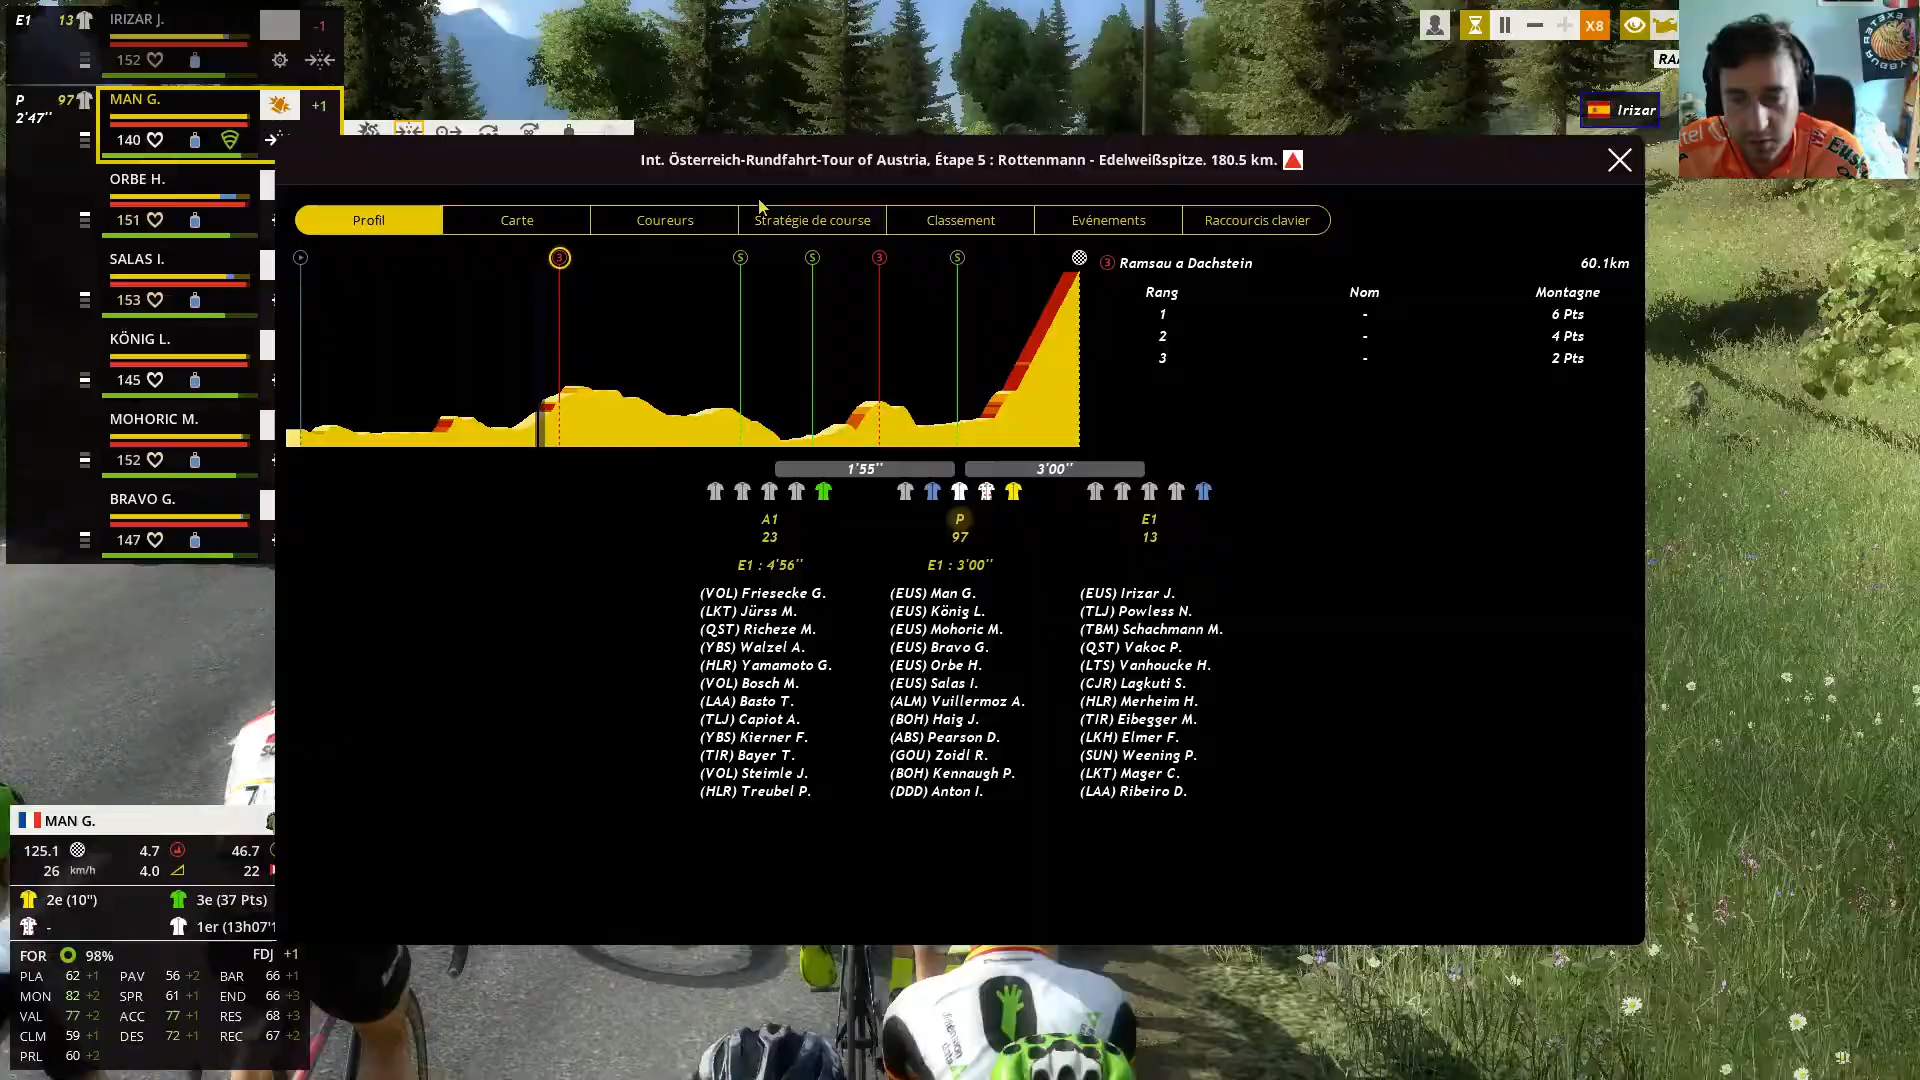 E1 13 IRIZAR J. -1
152
P 97 MAN G. +1
2'47"
140
ORBE H.
151
SALAS I.
153
KÖNIG L.
145
MOHORIC M.
152
BRAVO G.
147
X8
Irizar
Int. Österreich-Rundfahrt-Tour of Austria, Étape 5 : Rottenmann - Edelweißspitze. 180.5 km.
Profil Carte Coureurs Stratégie de course Classement Evénements Raccourcis clavier
3 S S 3 S
3 Ramsau a Dachstein 60.1km
Rang Nom Montagne
1 - 6 Pts
2 - 4 Pts
3 - 2 Pts
1'55'' 3'00''
A1 P E1
23 97 13
E1 : 4'56'' E1 : 3'00''
(VOL) Friesecke G. (EUS) Man G. (EUS) Irizar J.
(LKT) Jürss M. (EUS) König L. (TLJ) Powless N.
(QST) Richeze M. (EUS) Mohoric M. (TBM) Schachmann M.
(YBS) Walzel A. (EUS) Bravo G. (QST) Vakoc P.
(HLR) Yamamoto G. (EUS) Orbe H. (LTS) Vanhoucke H.
(VOL) Bosch M. (EUS) Salas I. (CJR) Lagkuti S.
(LAA) Basto T. (ALM) Vuillermoz A. (HLR) Merheim H.
(TLJ) Capiot A. (BOH) Haig J. (TIR) Eibegger M.
(YBS) Kierner F. (ABS) Pearson D. (LKH) Elmer F.
(TIR) Bayer T. (GOU) Zoidl R. (SUN) Weening P.
(VOL) Steimle J. (BOH) Kennaugh P. (LKT) Mager C.
(HLR) Treubel P. (DDD) Anton I. (LAA) Ribeiro D.
MAN G.
125.1 4.7 46.7
26 km/h 4.0 22
2e (10") 3e (37 Pts)
- 1er (13h07'1
FOR 98% FDJ +1
PLA 62 +1 PAV 56 +2 BAR 66 +1
MON 82 +2 SPR 61 +1 END 66 +3
VAL 77 +2 ACC 77 +1 RES 68 +3
CLM 59 +1 DES 72 +1 REC 67 +2
PRL 60 +2